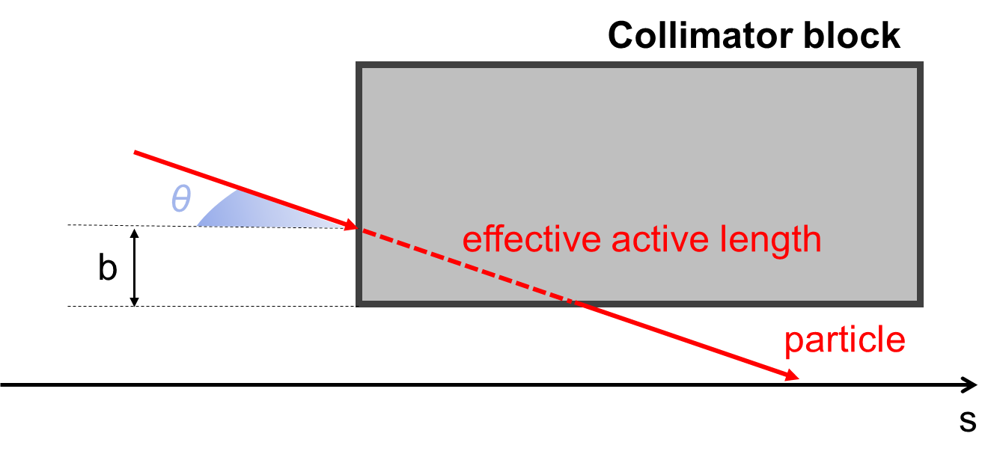 Collimator block
θ
effective active length
b
particle
s